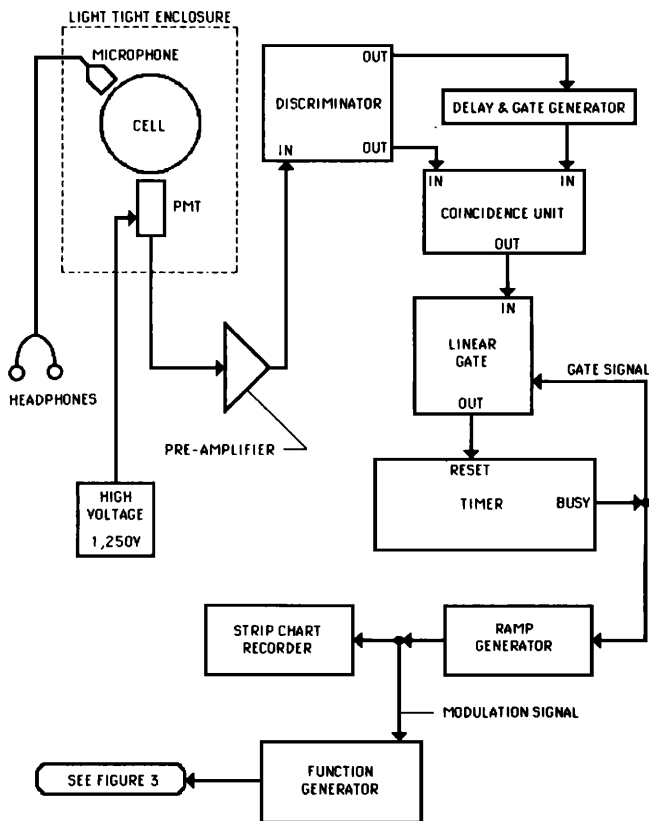 LIGHT TIGHT ENCLOSURE
MICROPHONE
CELL
PMT
HEADPHONES
HIGH
VOLTAGE
1,250V
PRE-AMPLIFIER
OUT
DISCRIMINATOR
IN
OUT
DELAY & GATE GENERATOR
IN
IN
COINCIDENCE UNIT
OUT
IN
LINEAR
GATE
OUT
GATE SIGNAL
RESET
TIMER
BUSY
STRIP CHART
RECORDER
RAMP
GENERATOR
MODULATION SIGNAL
SEE FIGURE 3
FUNCTION
GENERATOR